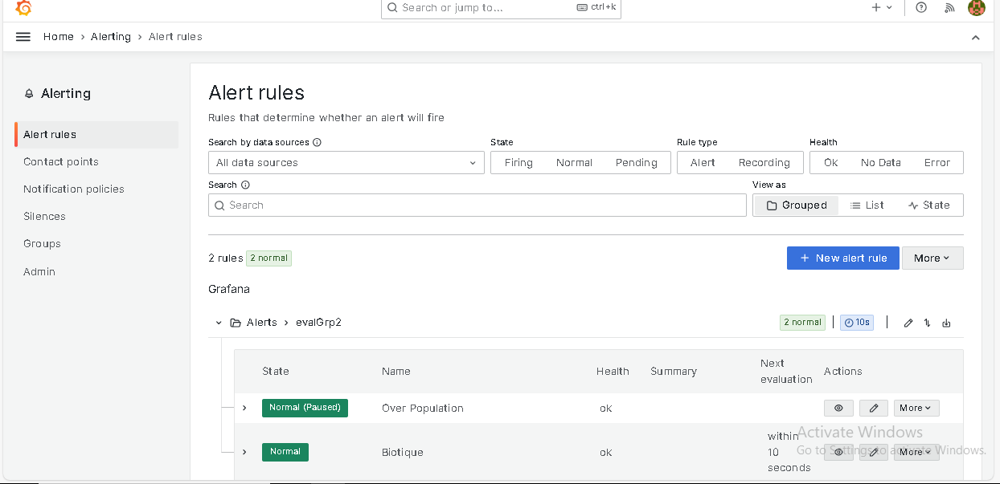 Search or jump to...
ctrl+k
Home › Alerting › Alert rules
Alerting
Alert rules
Contact points
Notification policies
Silences
Groups
Admin
Alert rules
Rules that determine whether an alert will fire
Search by data sources
All data sources
State
Firing Normal Pending
Rule type
Alert Recording
Health
Ok No Data Error
Search
Search
View as
Grouped List State
2 rules 2 normal
New alert rule More
Grafana
Alerts › evalGrp2 2 normal 10s
State Name Health Summary Next evaluation Actions
Normal (Paused) Over Population ok More
Normal Biotique ok within 10 seconds More
Activate Windows
Go to Settings to activate Windows.